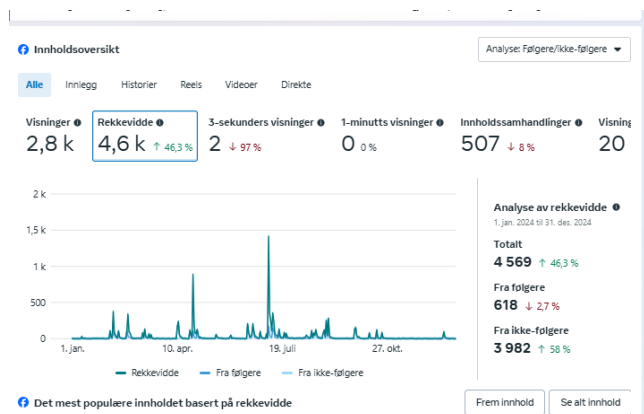 Innholdsoversikt
Analyse: Følgere/ikke-følgere
Alle Innlegg Historier Reels Videoer Direkte
Visninger Rekkevidde 3-sekunders visninger 1-minutts visninger Innholdssamhandlinger Visning
2,8 k 4,6 k ↑ 46,3 % 2 ↓ 97 % 0 0 % 507 ↓ 8 % 20
2 k
1,5 k
1 k
500
0
1. jan. 10. apr. 19. juli 27. okt.
Rekkevidde Fra følgere Fra ikke-følgere
Analyse av rekkevidde
1. jan. 2024 til 31. des. 2024
Totalt
4 569 ↑ 46,3 %
Fra følgere
618 ↓ 2,7 %
Fra ikke-følgere
3 982 ↑ 58 %
Det mest populære innholdet basert på rekkevidde
Frem innhold Se alt innhold